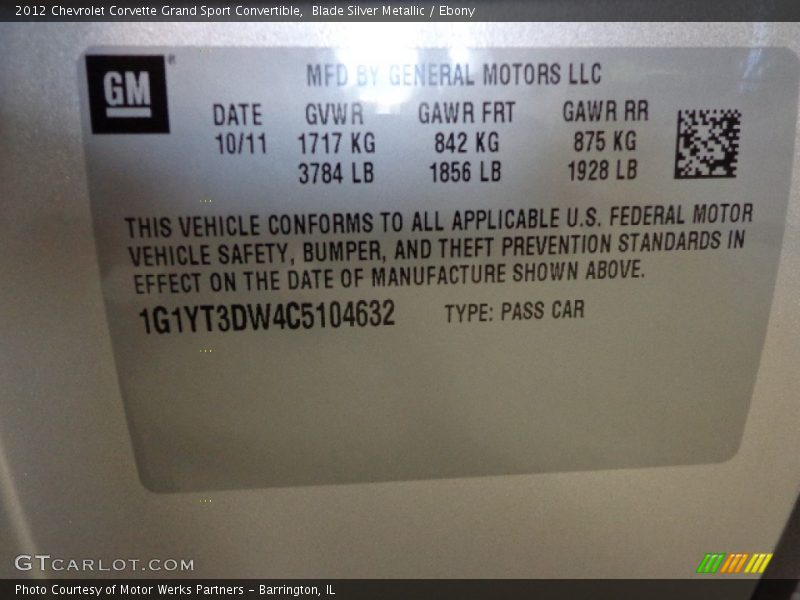 2012 Chevrolet Corvette Grand Sport Convertible,  Blade Silver Metallic / Ebony
GM
MFD BY GENERAL MOTORS LLC
DATE GVWR GAWR FRT GAWR RR
10/11 1717 KG 842 KG 875 KG
3784 LB 1856 LB 1928 LB
THIS VEHICLE CONFORMS TO ALL APPLICABLE U.S. FEDERAL MOTOR
VEHICLE SAFETY, BUMPER, AND THEFT PREVENTION STANDARDS IN
EFFECT ON THE DATE OF MANUFACTURE SHOWN ABOVE.
1G1YT3DW4C5104632 TYPE: PASS CAR
GTCARLOT.COM
Photo Courtesy of Motor Werks Partners - Barrington, IL